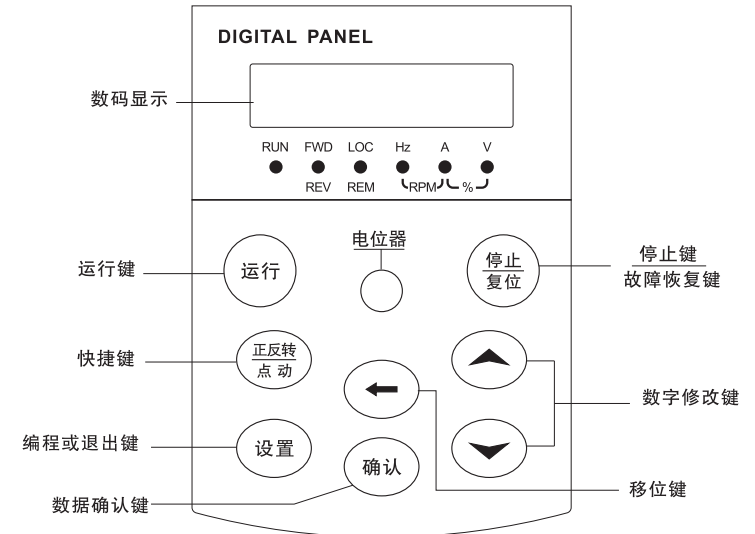 DIGITAL PANEL
数码显示
RUN FWD LOC Hz A V
REV REM RPM %
电位器
运行键
运行
停止
复位
停止键
故障恢复键
快捷键
正反转
点动
数字修改键
编程或退出键
设置
确认
数据确认键
移位键